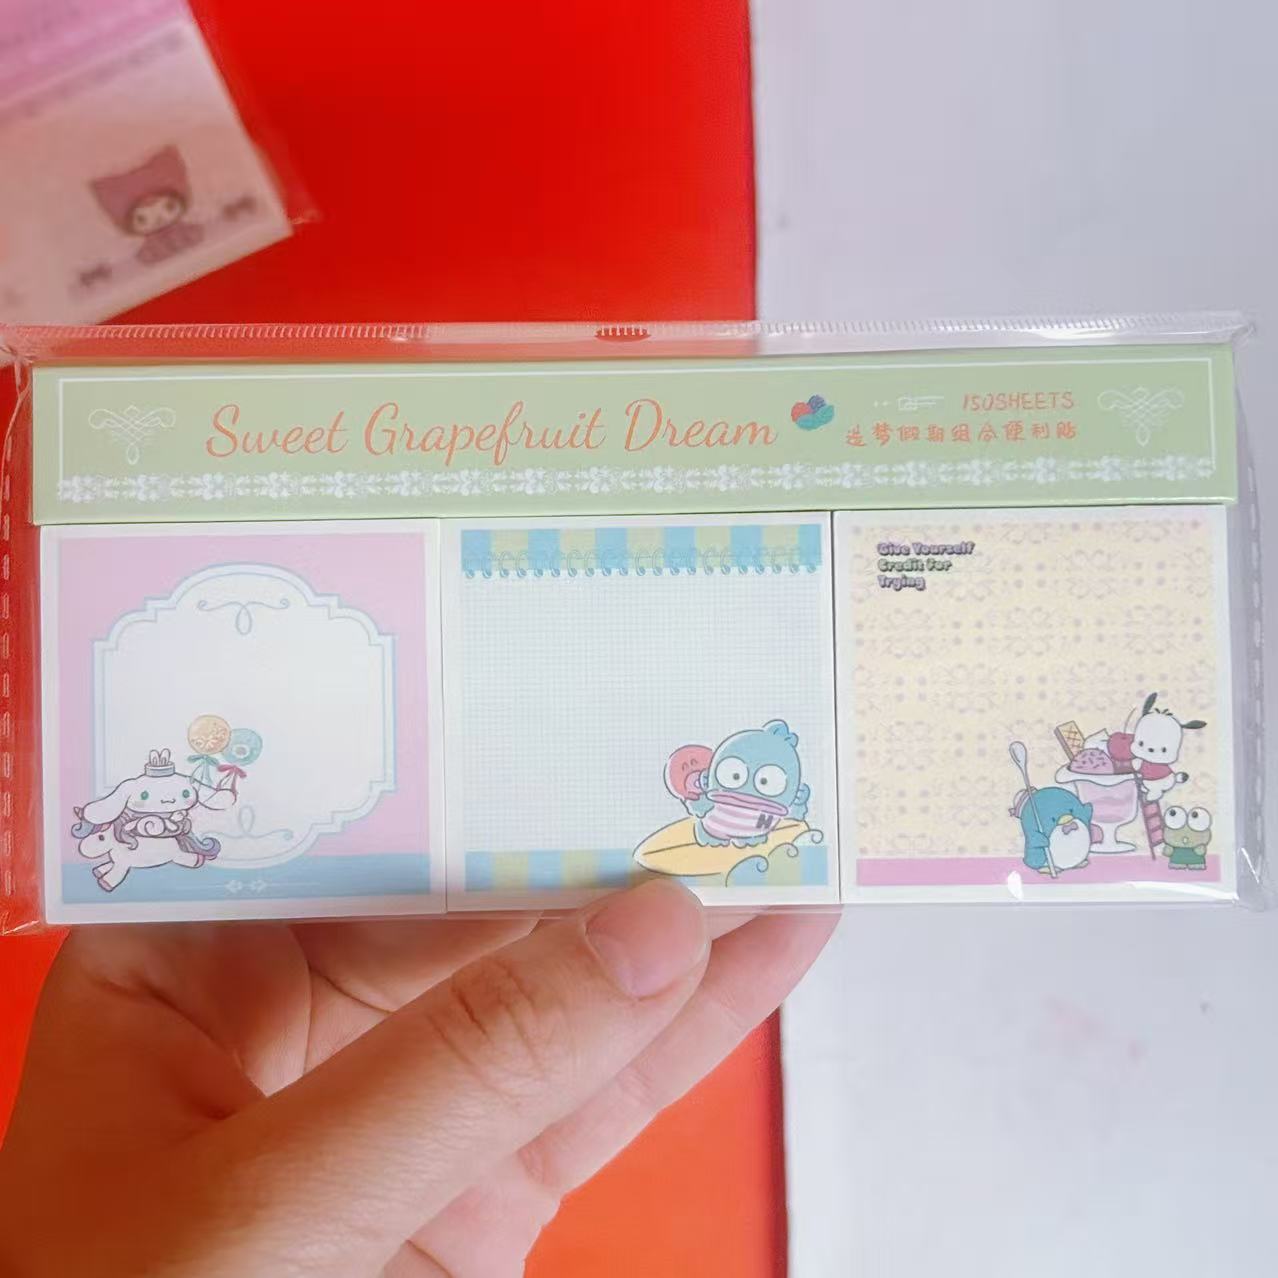 Sweet Grapefruit Dream
150SHEETS
造梦假期组合便利贴
Give Yourself
Credit For
Trying
N